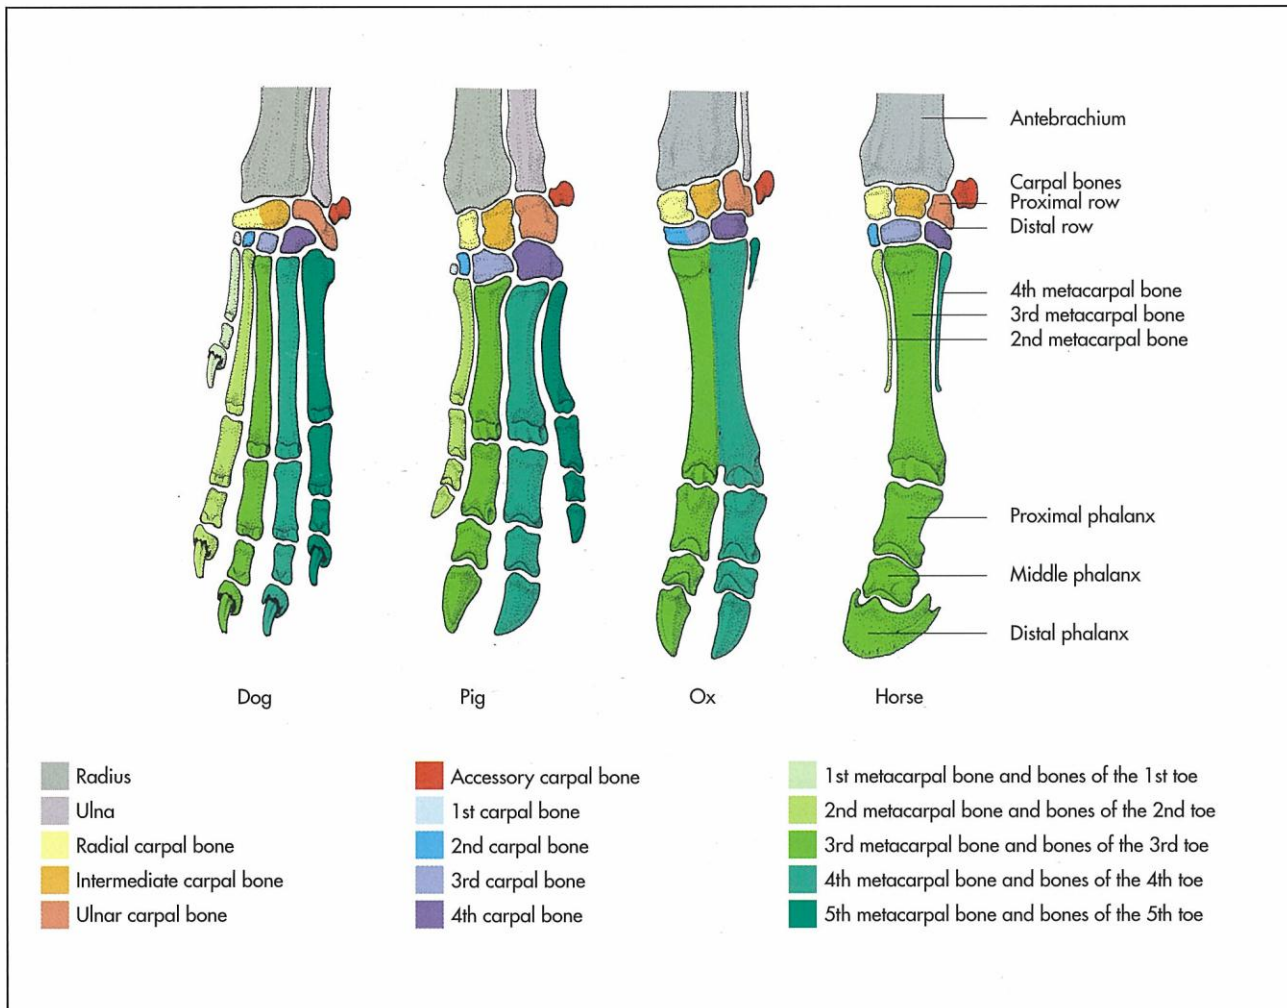 Antebrachium
Carpal bones
Proximal row
Distal row
4th metacarpal bone
3rd metacarpal bone
2nd metacarpal bone
Proximal phalanx
Middle phalanx
Distal phalanx
Dog
Pig
Ox
Horse
Radius
Ulna
Radial carpal bone
Intermediate carpal bone
Ulnar carpal bone
Accessory carpal bone
1st carpal bone
2nd carpal bone
3rd carpal bone
4th carpal bone
1st metacarpal bone and bones of the 1st toe
2nd metacarpal bone and bones of the 2nd toe
3rd metacarpal bone and bones of the 3rd toe
4th metacarpal bone and bones of the 4th toe
5th metacarpal bone and bones of the 5th toe